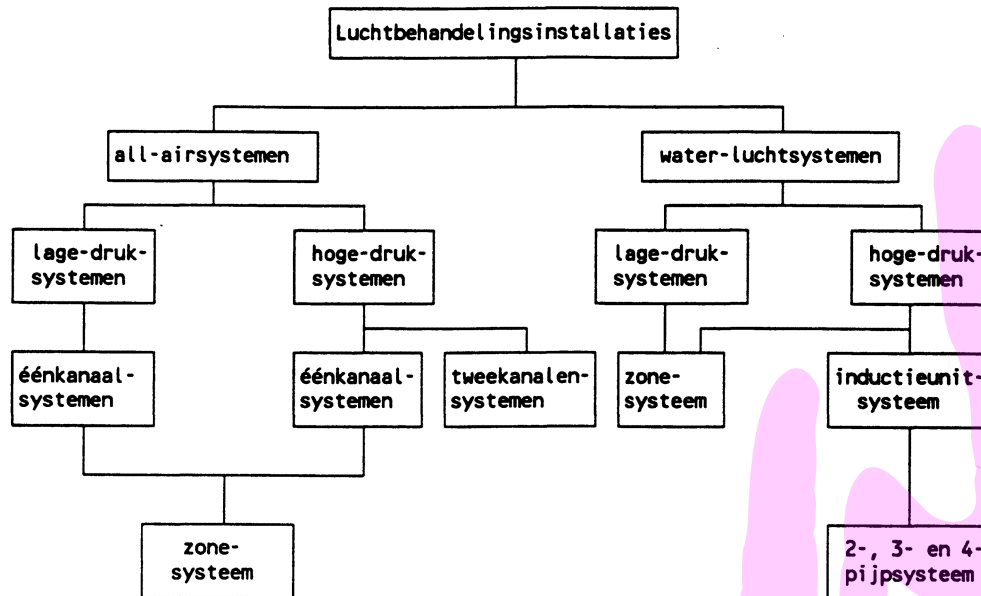 Luchtbehandelingsinstallaties
all-airsystemen
water-luchtsystemen
lage-druk-
systemen
hoge-druk-
systemen
lage-druk-
systemen
hoge-druk-
systemen
éénkanaal-
systemen
éénkanaal-
systemen
tweekanalen-
systemen
zone-
systeem
inductieunit-
systeem
zone-
systeem
2-, 3- en 4-
pijpsysteem